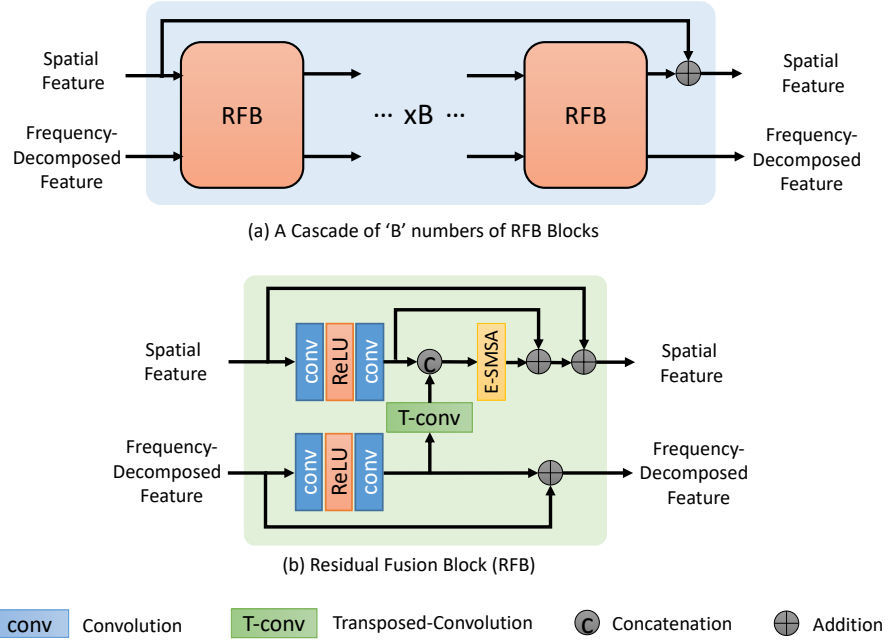 Spatial
Feature
Frequency-
Decomposed
Feature
RFB
··· xB ···
RFB
Spatial
Feature
Frequency-
Decomposed
Feature
(a) A Cascade of 'B' numbers of RFB Blocks
Spatial
Feature
Frequency-
Decomposed
Feature
conv
ReLU
conv
C
E-SMSA
T-conv
conv
ReLU
conv
Spatial
Feature
Frequency-
Decomposed
Feature
(b) Residual Fusion Block (RFB)
conv Convolution T-conv Transposed-Convolution C Concatenation Addition